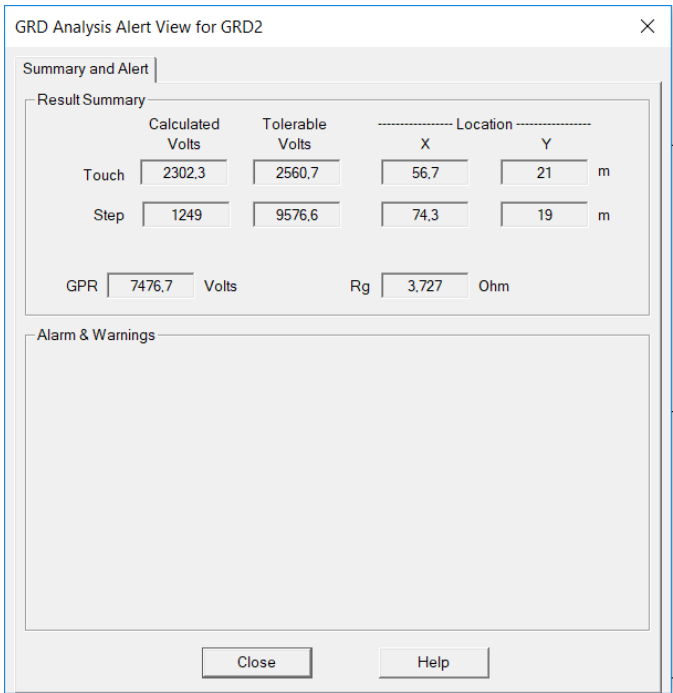 GRD Analysis Alert View for GRD2
Summary and Alert
Result Summary
Calculated Volts Tolerable Volts ----------------- Location -----------------
X Y
Touch 2302,3 2560,7 56,7 21 m
Step 1249 9576,6 74,3 19 m
GPR 7476,7 Volts Rg 3,727 Ohm
Alarm & Warnings
Close Help